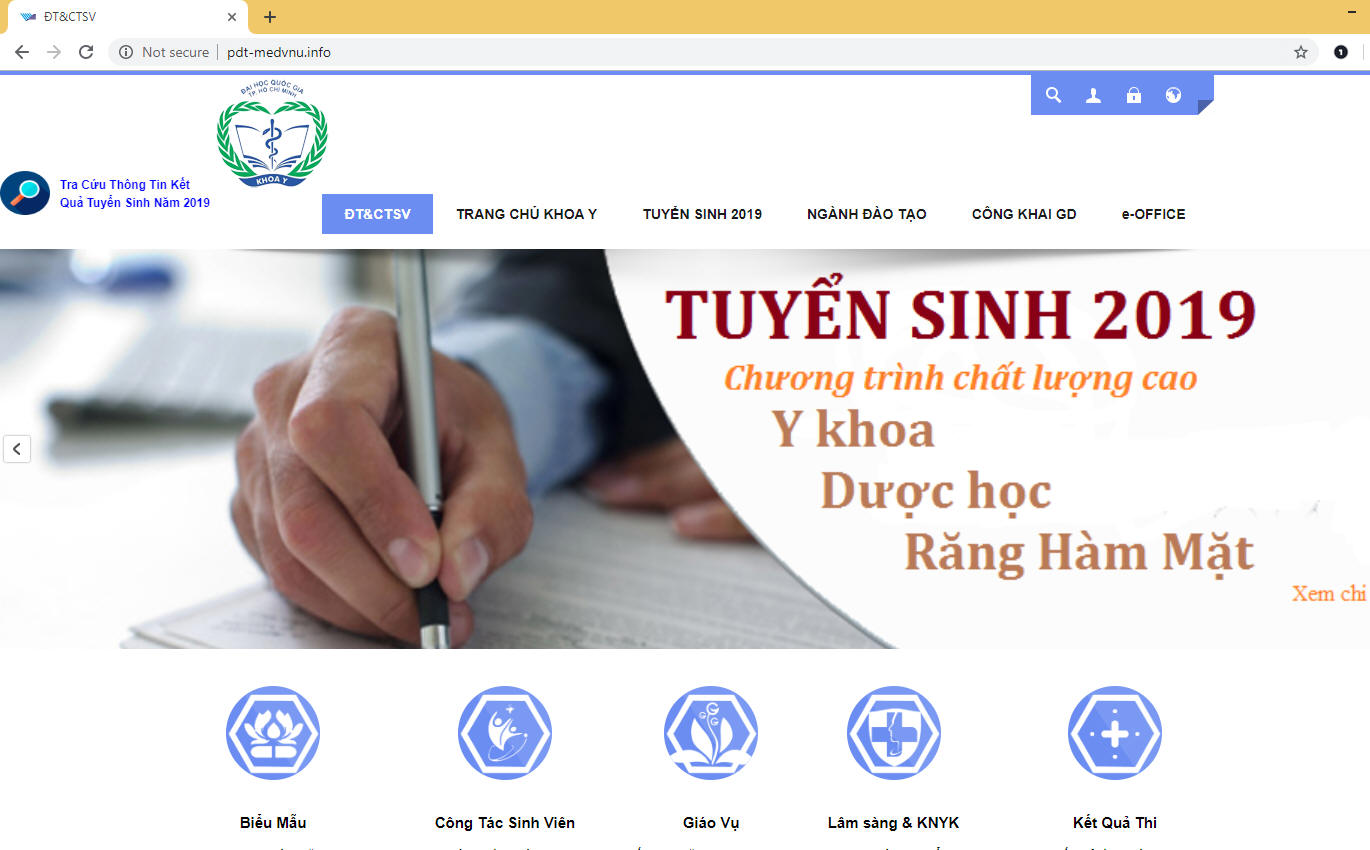 ĐT&CTSV
Not secure
pdt-medvnu.info
ĐẠI HỌC QUỐC GIA
TP. HỒ CHÍ MINH
KHOA Y
Tra Cứu Thông Tin Kết
Quả Tuyển Sinh Năm 2019
ĐT&CTSV
TRANG CHỦ KHOA Y
TUYỂN SINH 2019
NGÀNH ĐÀO TẠO
CÔNG KHAI GD
e-OFFICE
TUYỂN SINH 2019
Chương trình chất lượng cao
Y khoa
Dược học
Răng Hàm Mặt
Xem chi
Biểu Mẫu
Công Tác Sinh Viên
Giáo Vụ
Lâm sàng & KNYK
Kết Quả Thi